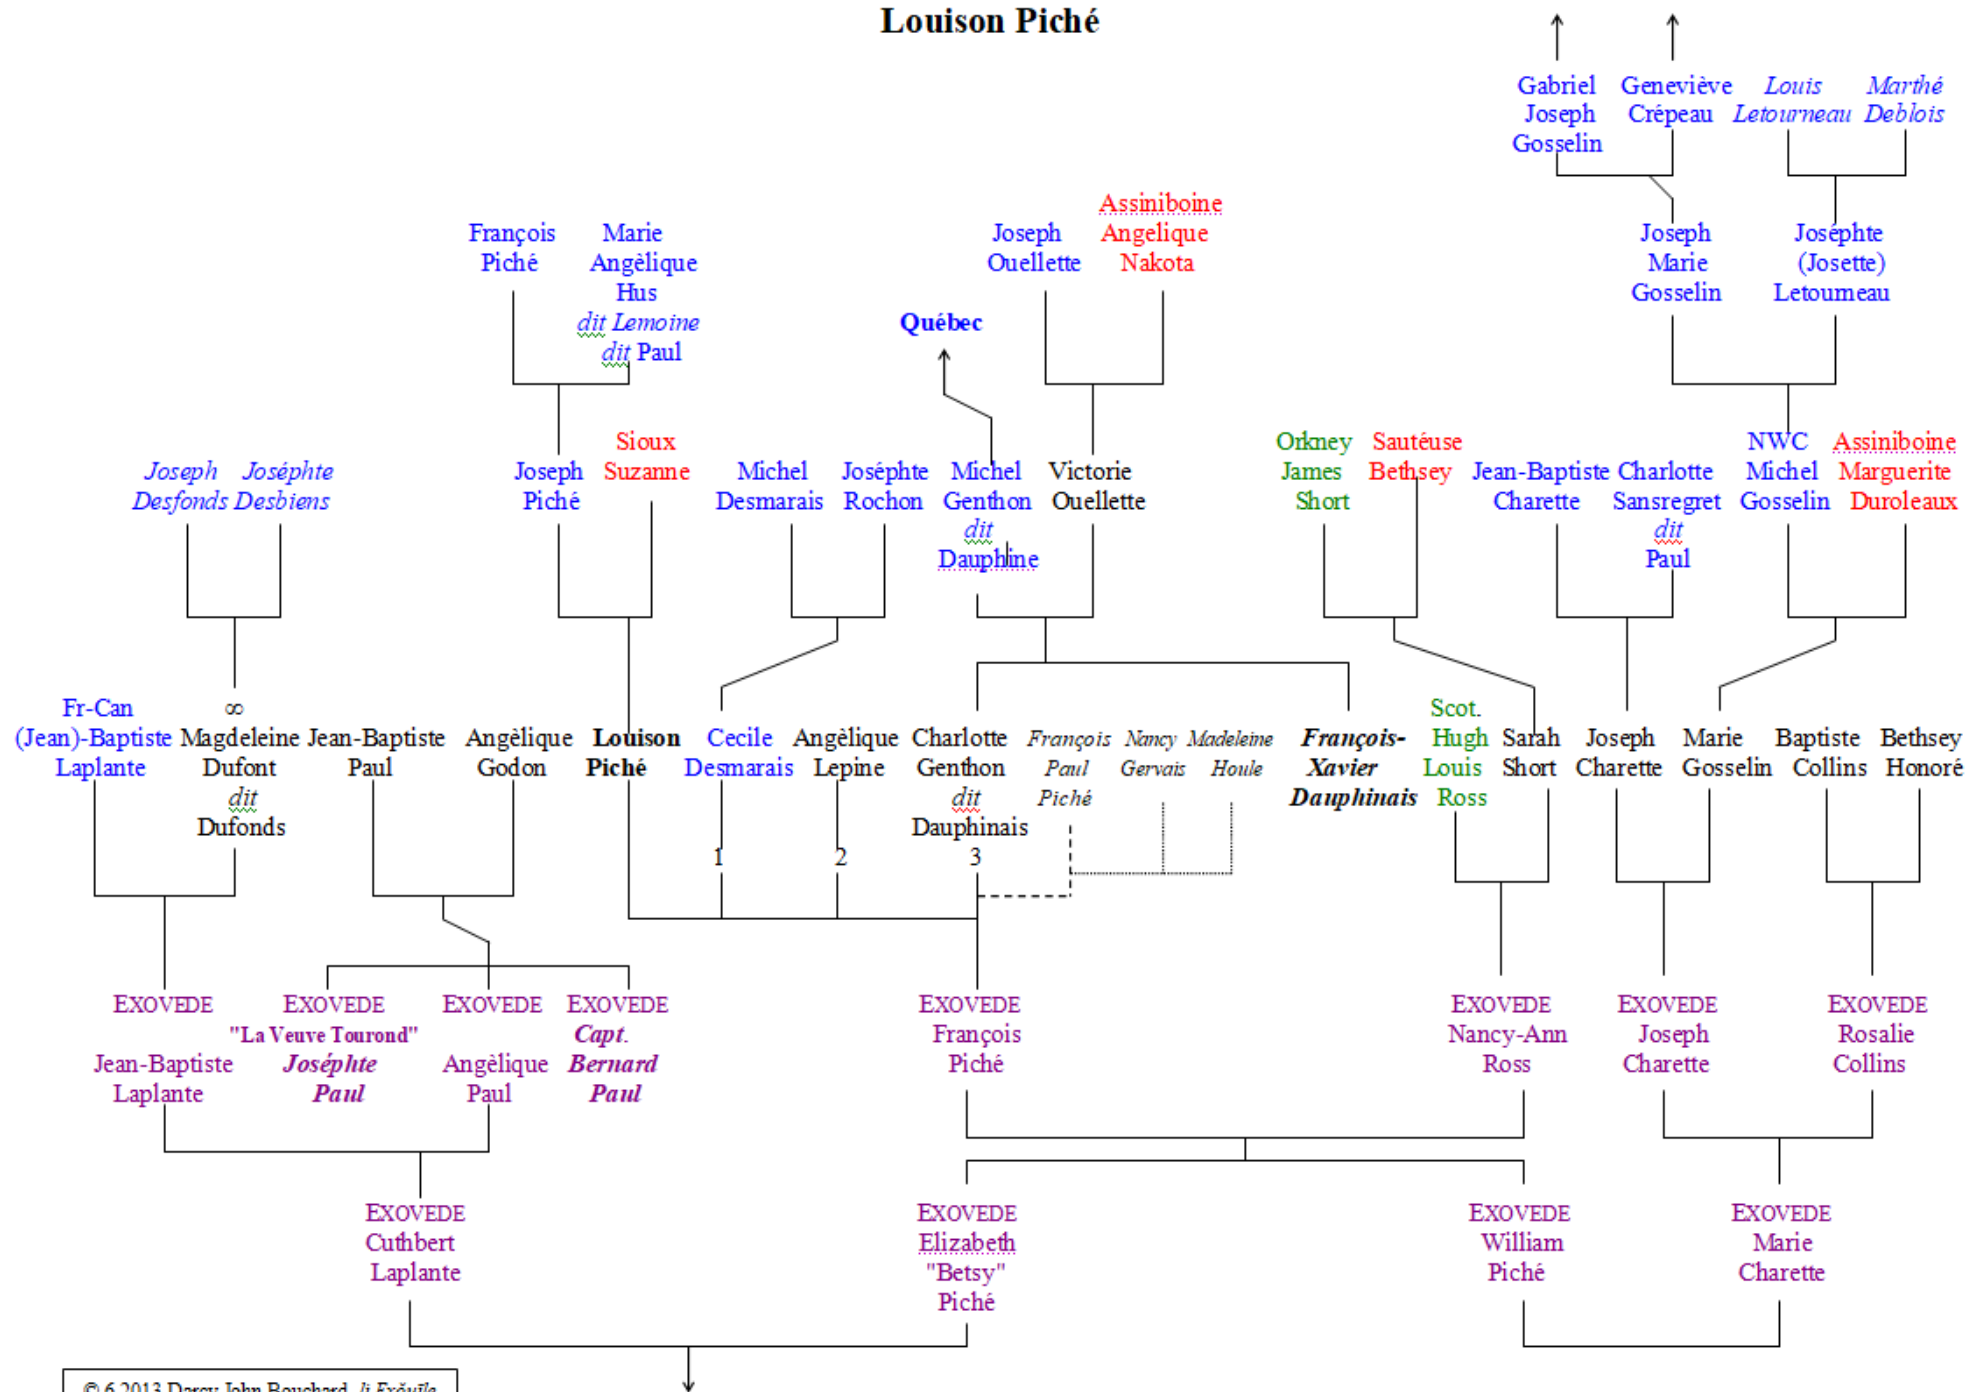 Louison Piché
Gabriel
Joseph
Gosselin
Geneviève
Crépeau
Louis
Letourneau
Marthé
Deblois
François
Piché
Marie
Angèlique
Hus
dit Lemoine
dit Paul
Joseph
Ouellette
Assiniboine
Angelique
Nakota
Joseph
Marie
Gosselin
Joséphte
(Josette)
Letourneau
Québec
Joseph
Desfonds
Joséphte
Desbiens
Joseph
Piché
Sioux
Suzanne
Michel
Desmarais
Joséphte
Rochon
Michel
Genthon
dit
Dauphine
Victorie
Ouellette
Orkney
James
Short
Sautéuse
Bethsey
Jean-Baptiste
Charette
Charlotte
Sansregret
dit
Paul
NWC
Michel
Gosselin
Assiniboine
Marguerite
Duroleaux
Fr-Can
(Jean)-Baptiste
Laplante
∞
Magdeleine
Dufont
dit
Dufonds
Jean-Baptiste
Paul
Angèlique
Godon
Louison
Piché
Cecile
Desmarais
1
Angèlique
Lepine
2
Charlotte
Genthon
dit
Dauphinais
3
François
Paul
Piché
Nancy
Gervais
Madeleine
Houle
François-
Xavier
Dauphinais
Scot.
Hugh
Louis
Ross
Sarah
Short
Joseph
Charette
Marie
Gosselin
Baptiste
Collins
Bethsey
Honoré
EXOVEDE
Jean-Baptiste
Laplante
EXOVEDE
"La Veuve Tourond"
Joséphte
Paul
EXOVEDE
Angèlique
Paul
EXOVEDE
Capt.
Bernard
Paul
EXOVEDE
François
Piché
EXOVEDE
Nancy-Ann
Ross
EXOVEDE
Joseph
Charette
EXOVEDE
Rosalie
Collins
EXOVEDE
Cuthbert
Laplante
EXOVEDE
Elizabeth
"Betsy"
Piché
EXOVEDE
William
Piché
EXOVEDE
Marie
Charette
© 6 2013 Darcy John Bouchard